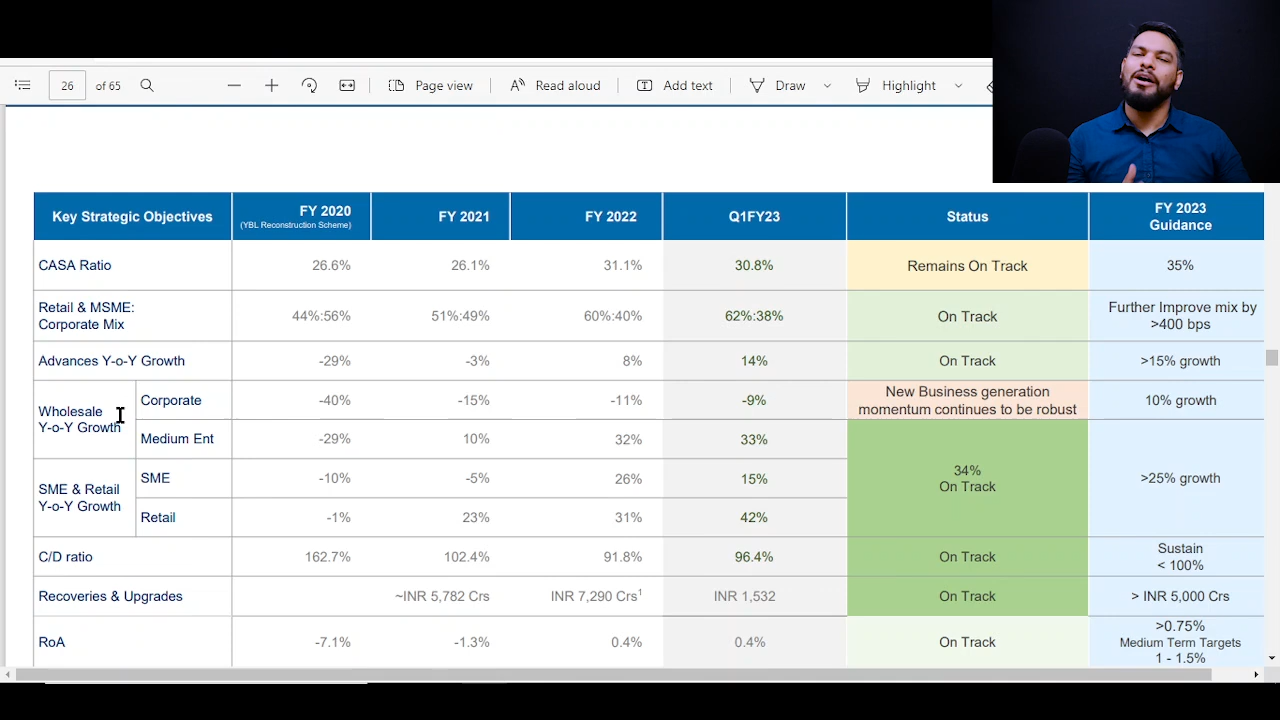 26 of 65 Page view Read aloud Add text Draw Highlight
Key Strategic Objectives FY 2020 FY 2021 FY 2022 Q1FY23 Status FY 2023
(YBL Reconstruction Scheme) Guidance
CASA Ratio 26.6% 26.1% 31.1% 30.8% Remains On Track 35%
Retail & MSME: Further Improve mix by
Corporate Mix 44%:56% 51%:49% 60%:40% 62%:38% On Track >400 bps
Advances Y-o-Y Growth -29% -3% 8% 14% On Track >15% growth
Wholesale
Y-o-Y Growth
Corporate -40% -15% -11% -9% New Business generation
momentum continues to be robust 10% growth
Medium Ent -29% 10% 32% 33%
SME & Retail
Y-o-Y Growth
SME -10% -5% 26% 15%
34%
On Track
>25% growth
Retail -1% 23% 31% 42%
C/D ratio 162.7% 102.4% 91.8% 96.4% On Track Sustain
< 100%
Recoveries & Upgrades ~INR 5,782 Crs INR 7,290 Crs¹ INR 1,532 On Track > INR 5,000 Crs
RoA -7.1% -1.3% 0.4% 0.4% On Track >0.75%
Medium Term Targets
1 - 1.5%